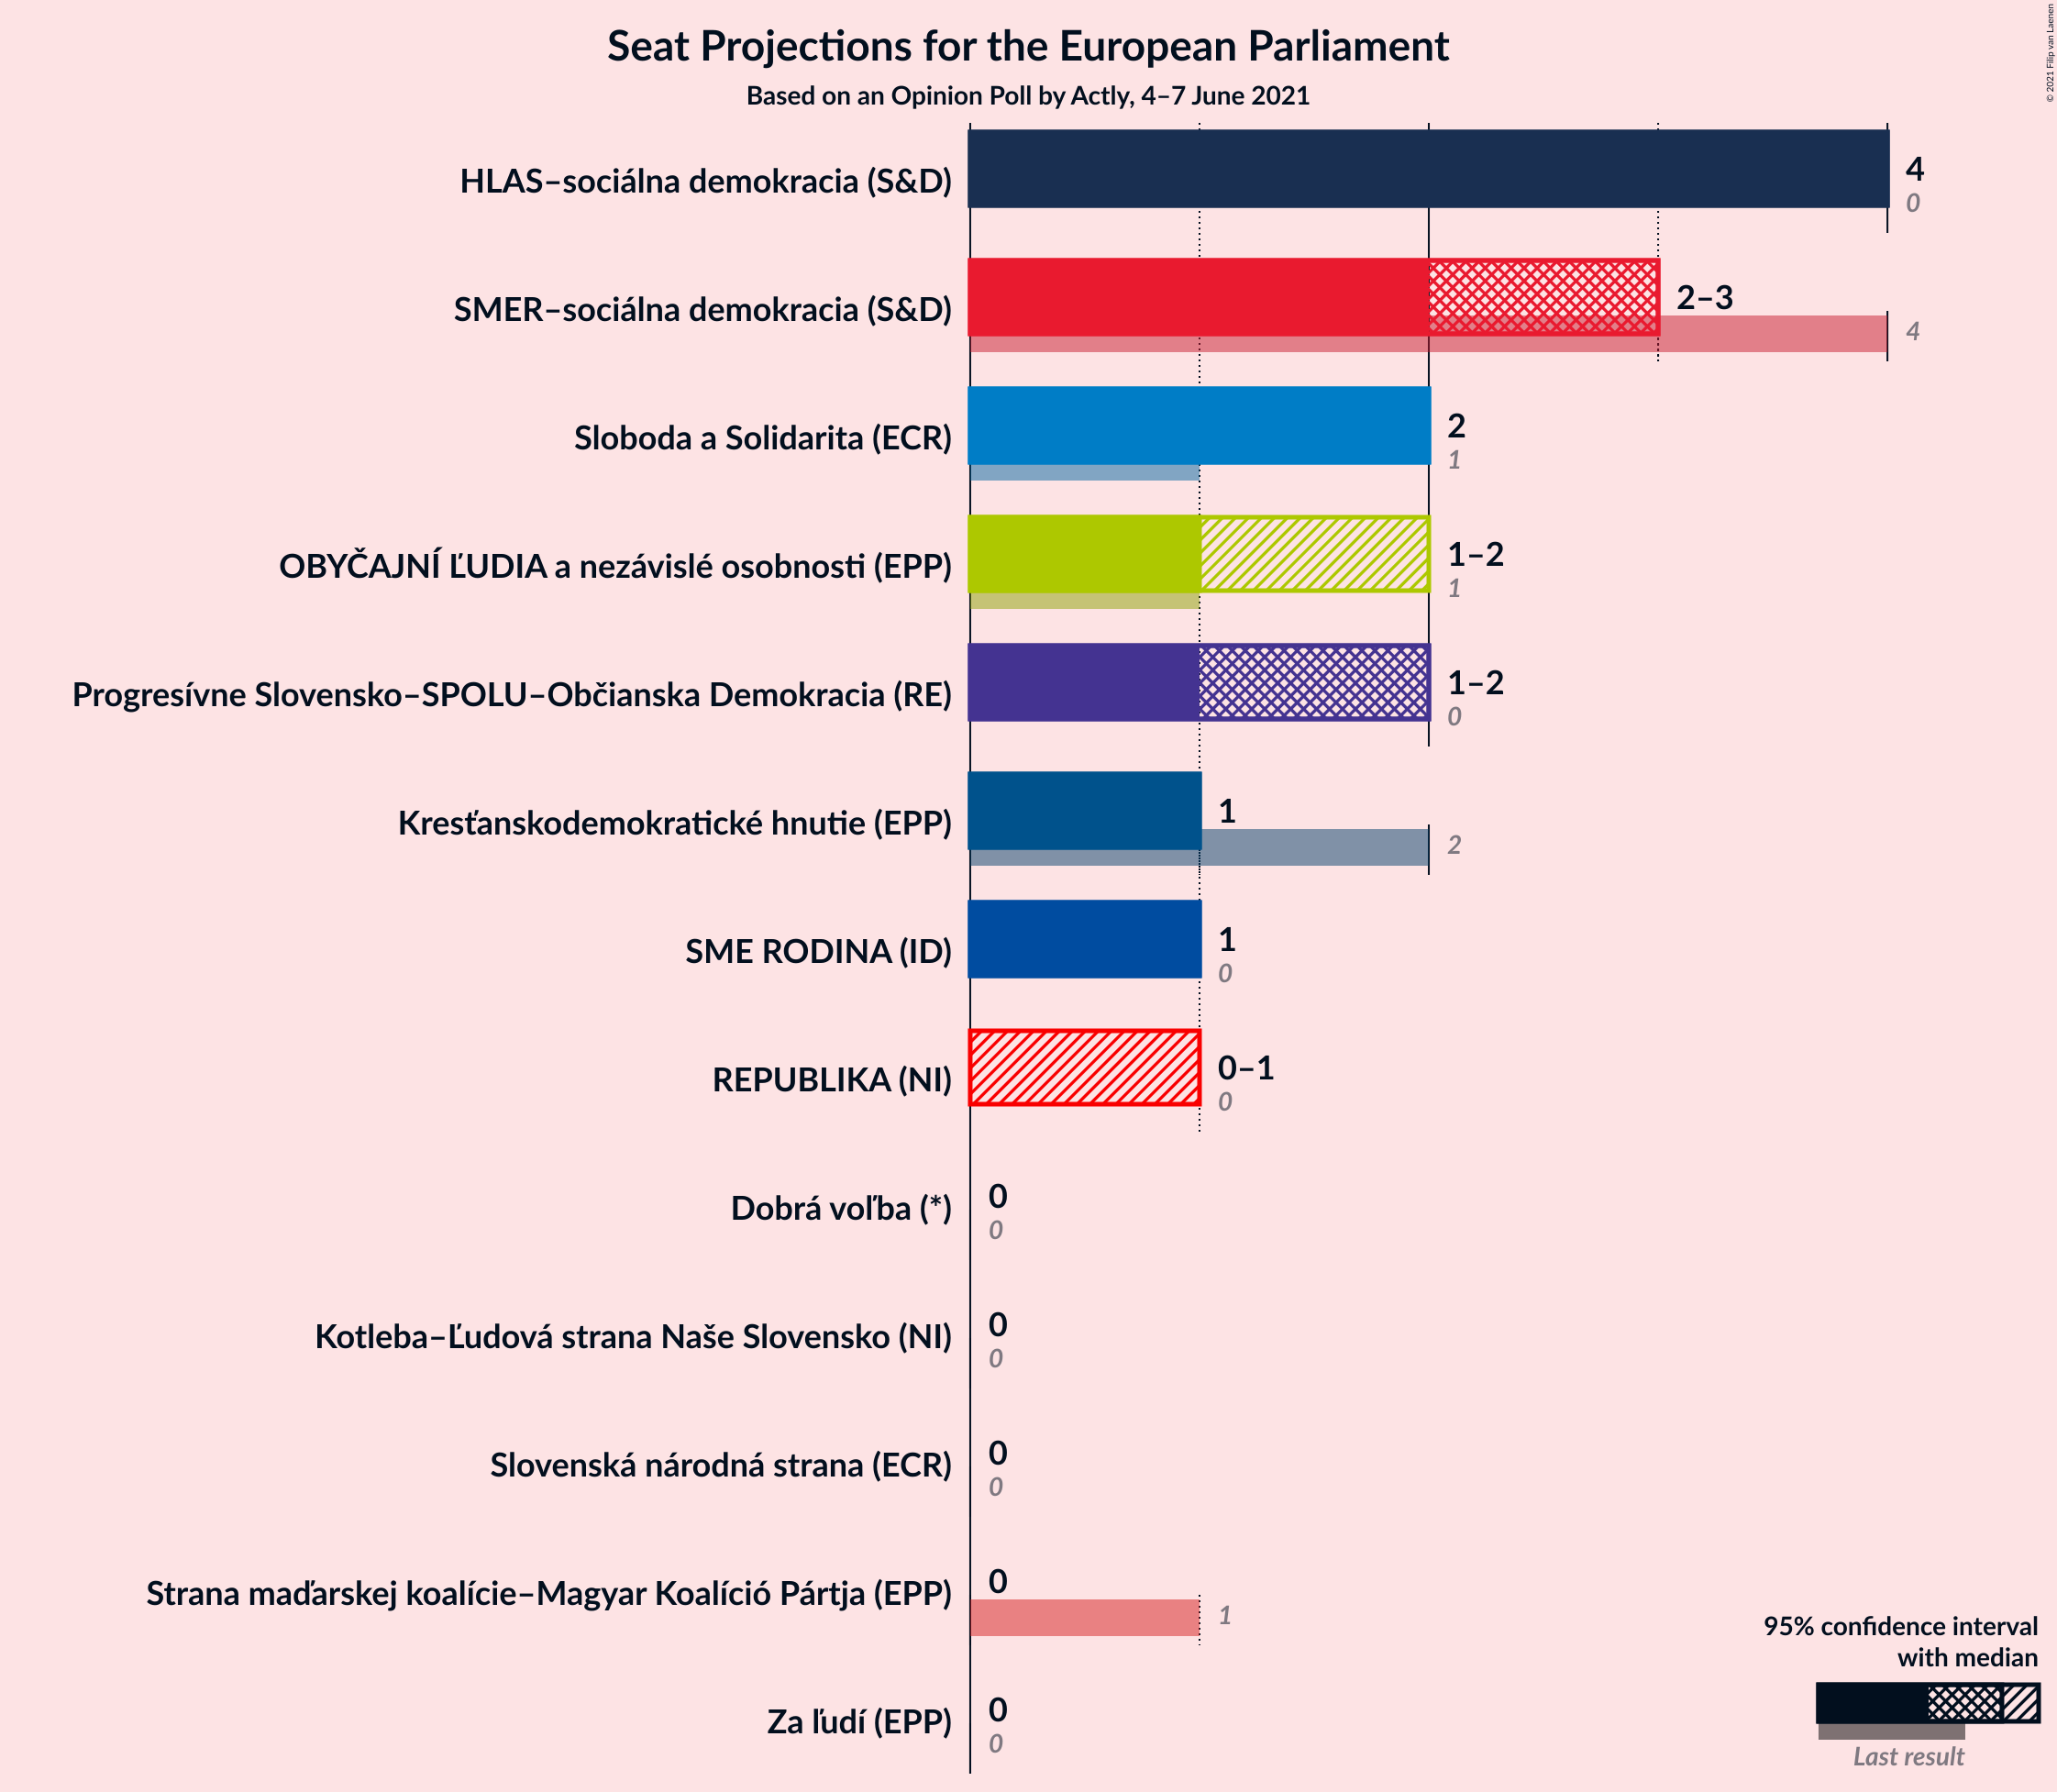 Seat Projections for the European Parliament
Based on an Opinion Poll by Actly, 4–7 June 2021
© 2021 Filip van Laenen
HLAS–sociálna demokracia (S&D)
4
0
SMER–sociálna demokracia (S&D)
2–3
4
Sloboda a Solidarita (ECR)
2
1
OBYČAJNÍ ĽUDIA a nezávislé osobnosti (EPP)
1–2
1
Progresívne Slovensko–SPOLU–Občianska Demokracia (RE)
1–2
0
Kresťanskodemokratické hnutie (EPP)
1
2
SME RODINA (ID)
1
0
REPUBLIKA (NI)
0–1
0
Dobrá voľba (*)
0
0
Kotleba–Ľudová strana Naše Slovensko (NI)
0
0
Slovenská národná strana (ECR)
0
0
Strana maďarskej koalície–Magyar Koalíció Pártja (EPP)
0
1
Za ľudí (EPP)
0
0
95% confidence interval
with median
Last result